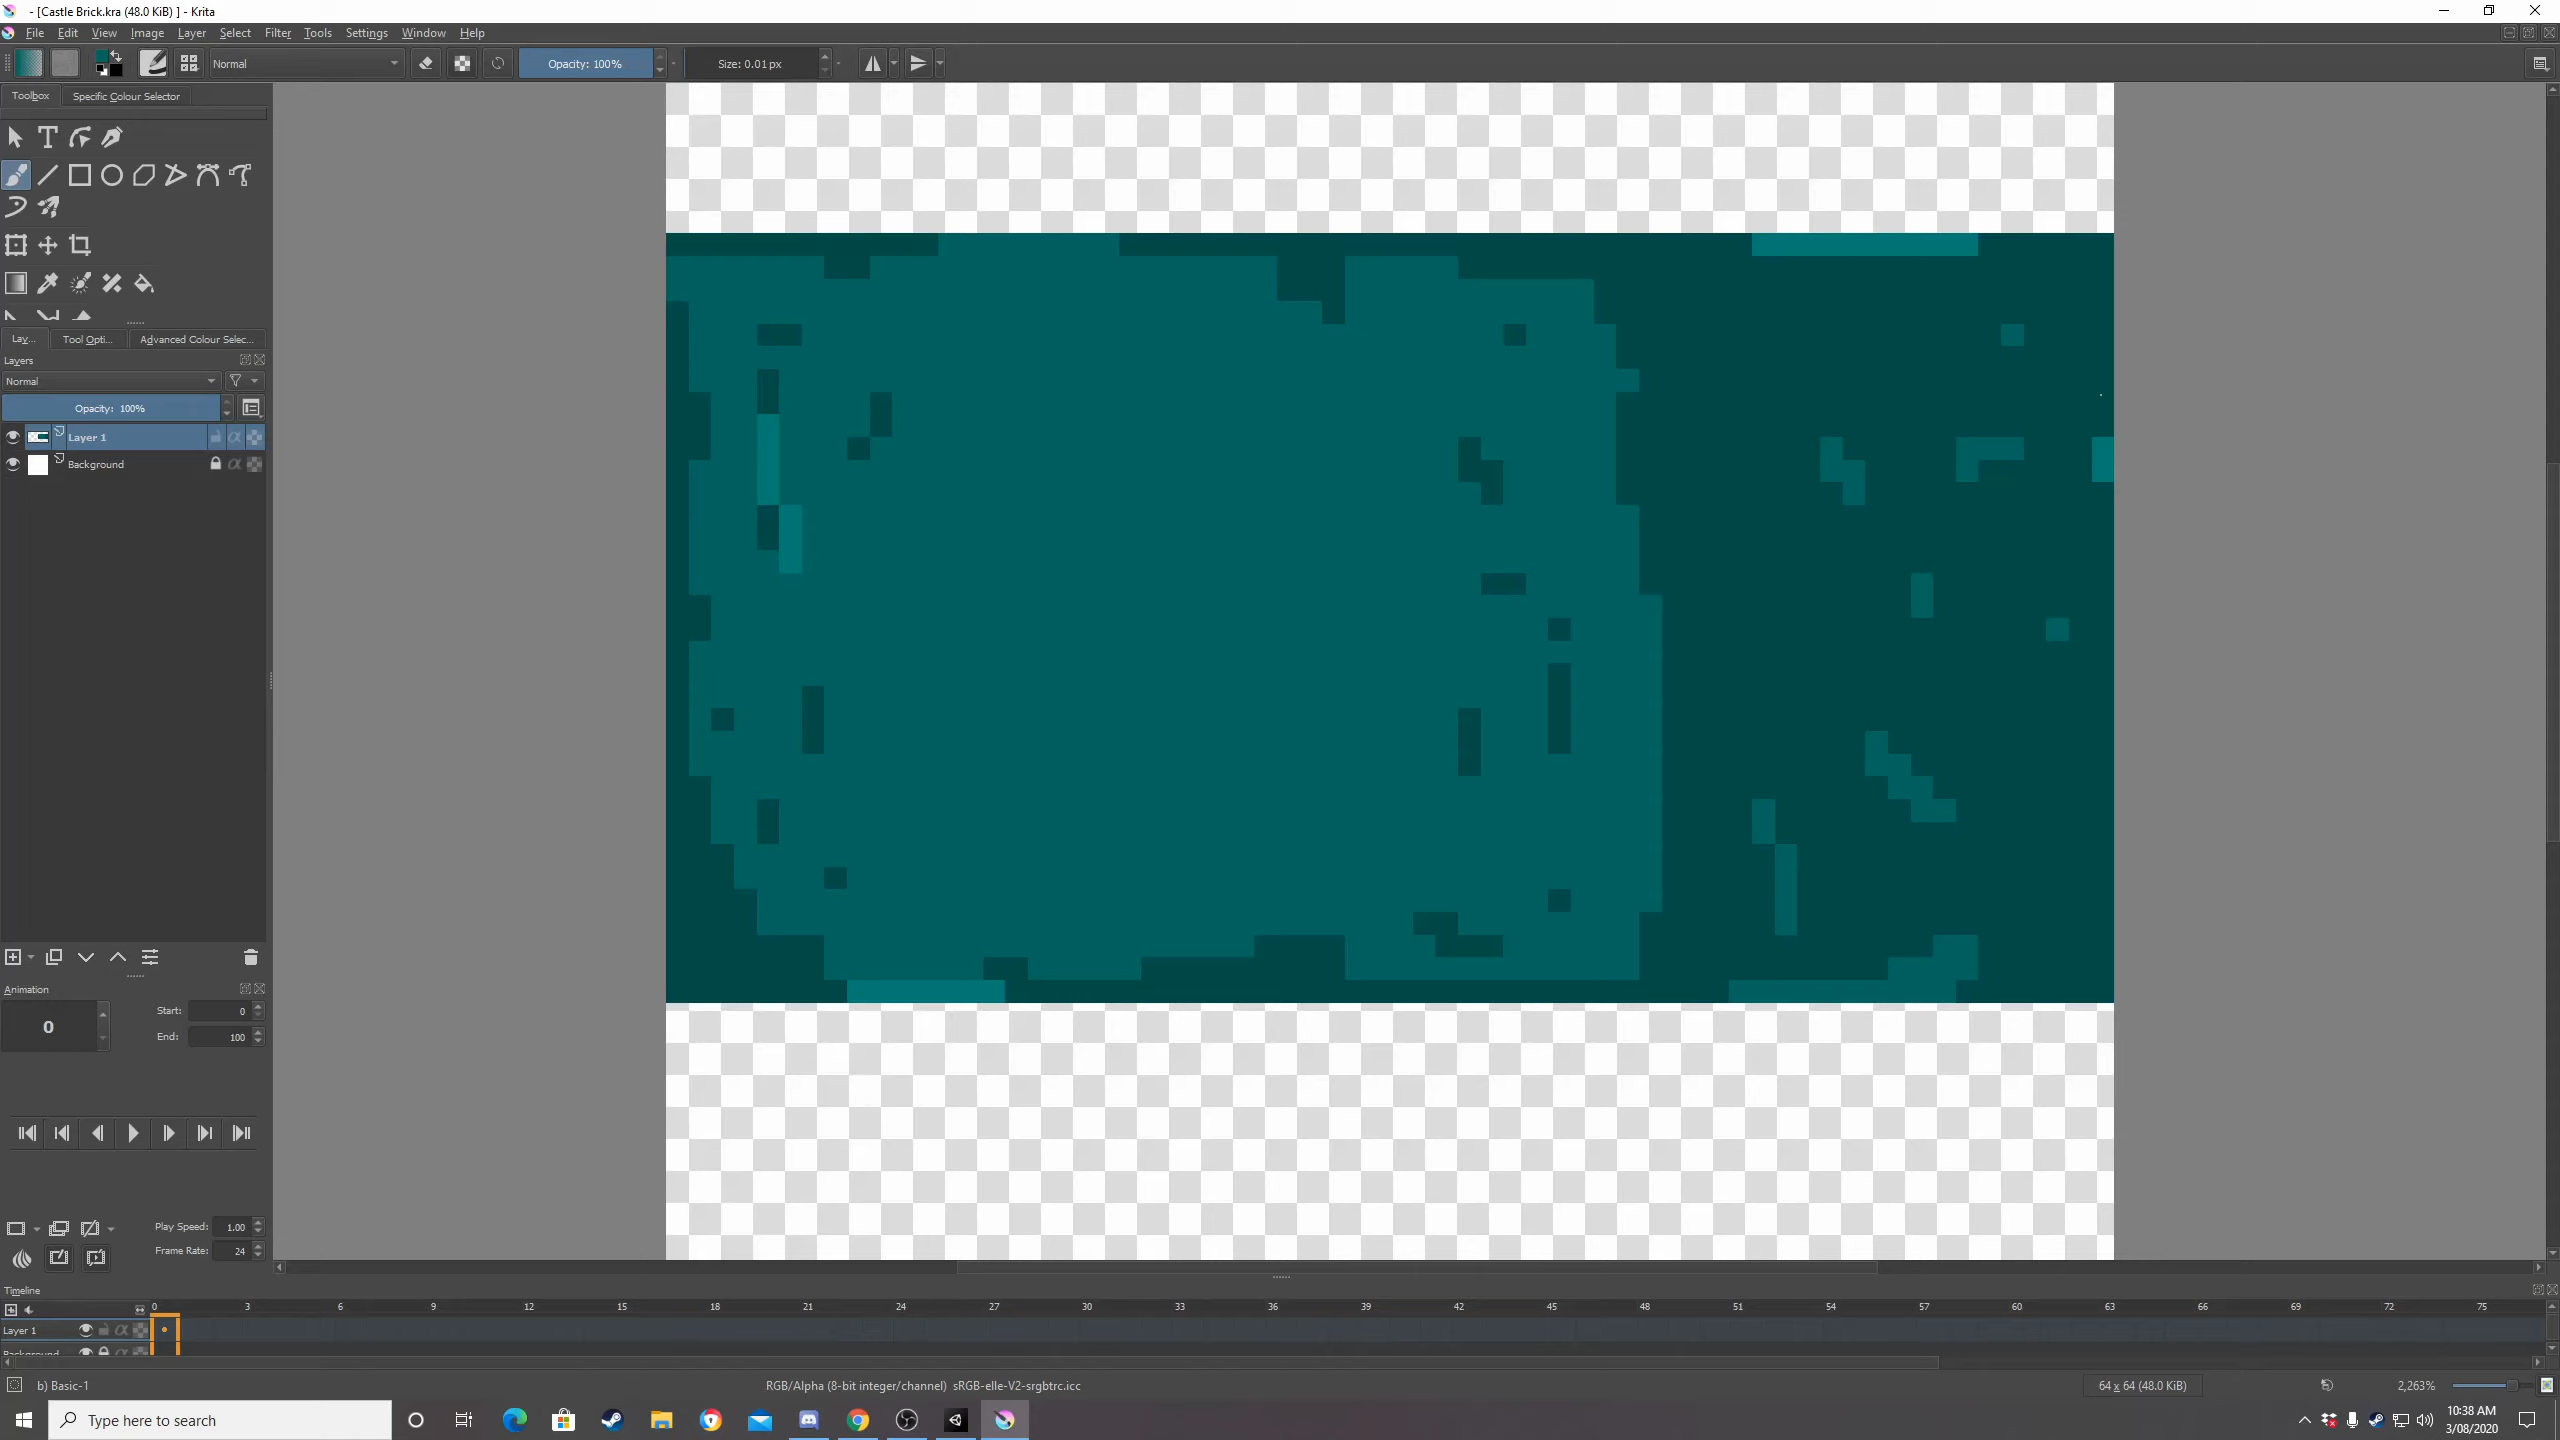 - [Castle Brick.kra (48.0 KiB) ] - Krita
File Edit View Image Layer Select Filter Tools Settings Window Help
Normal Opacity: 100% Size: 0.01 px
Toolbox Specific Colour Selector
Lay... Tool Opti... Advanced Colour Selec...
Layers
Normal
Opacity: 100%
Layer 1
Background
Animation
0 Start: 0
End: 100
Play Speed: 1.00
Frame Rate: 24
Timeline
0 3 6 9 12 15 18 21 24 27 30 33 36 39 42 45 48 51 54 57 60 63 66 69 72 75
Layer 1
Background
b) Basic-1 RGB/Alpha (8-bit integer/channel) sRGB-elle-V2-srgbtrc.icc 64 x 64 (48.0 KiB) 2,263%
Type here to search 10:38 AM
3/08/2020